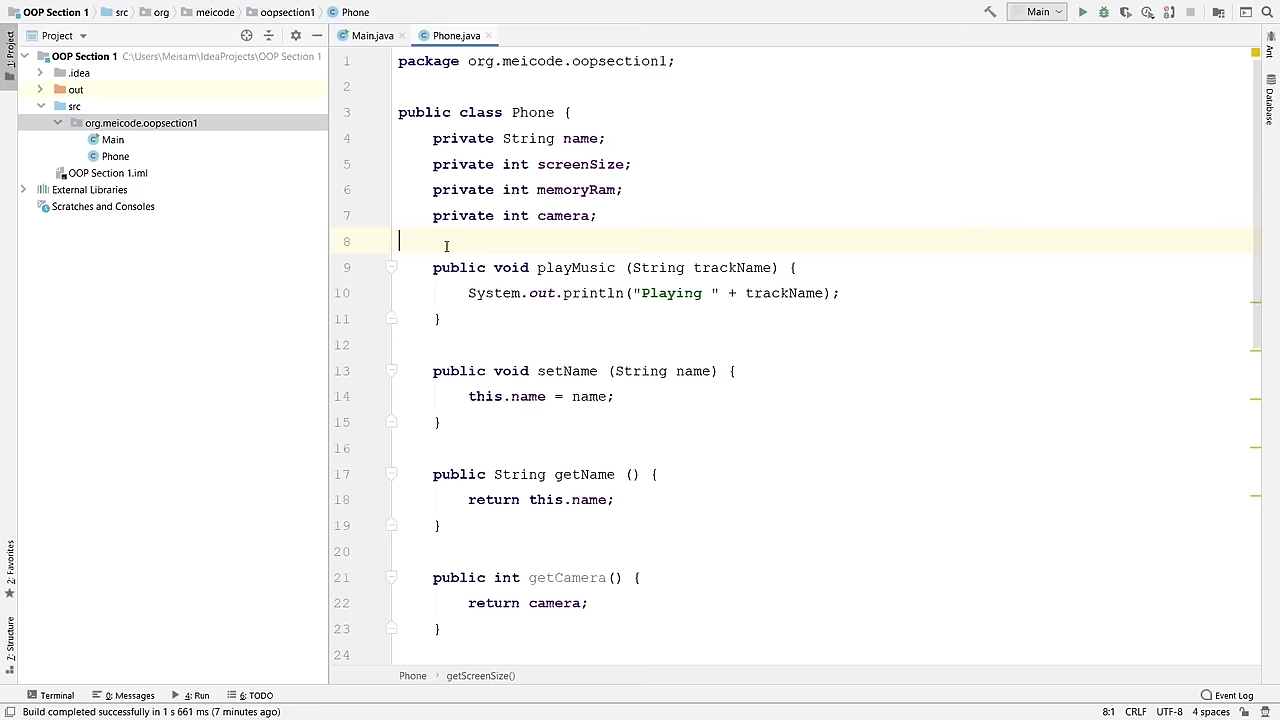 OOP Section 1 src org meicode oopsection1 Phone
Main
Project
Main.java
Phone.java
1: Project
OOP Section 1 C:\Users\Meisam\IdeaProjects\OOP Section 1
.idea
out
src
org.meicode.oopsection1
Main
Phone
OOP Section 1.iml
External Libraries
Scratches and Consoles
1 package org.meicode.oopsection1;
2
3 public class Phone {
4 private String name;
5 private int screenSize;
6 private int memoryRam;
7 private int camera;
8
9 public void playMusic (String trackName) {
10 System.out.println("Playing " + trackName);
11 }
12
13 public void setName (String name) {
14 this.name = name;
15 }
16
17 public String getName () {
18 return this.name;
19 }
20
21 public int getCamera() {
22 return camera;
23 }
24
Ant
Database
2: Favorites
7: Structure
Phone › getScreenSize()
Terminal 0: Messages 4: Run 6: TODO Event Log
Build completed successfully in 1 s 661 ms (7 minutes ago) 8:1 CRLF UTF-8 4 spaces